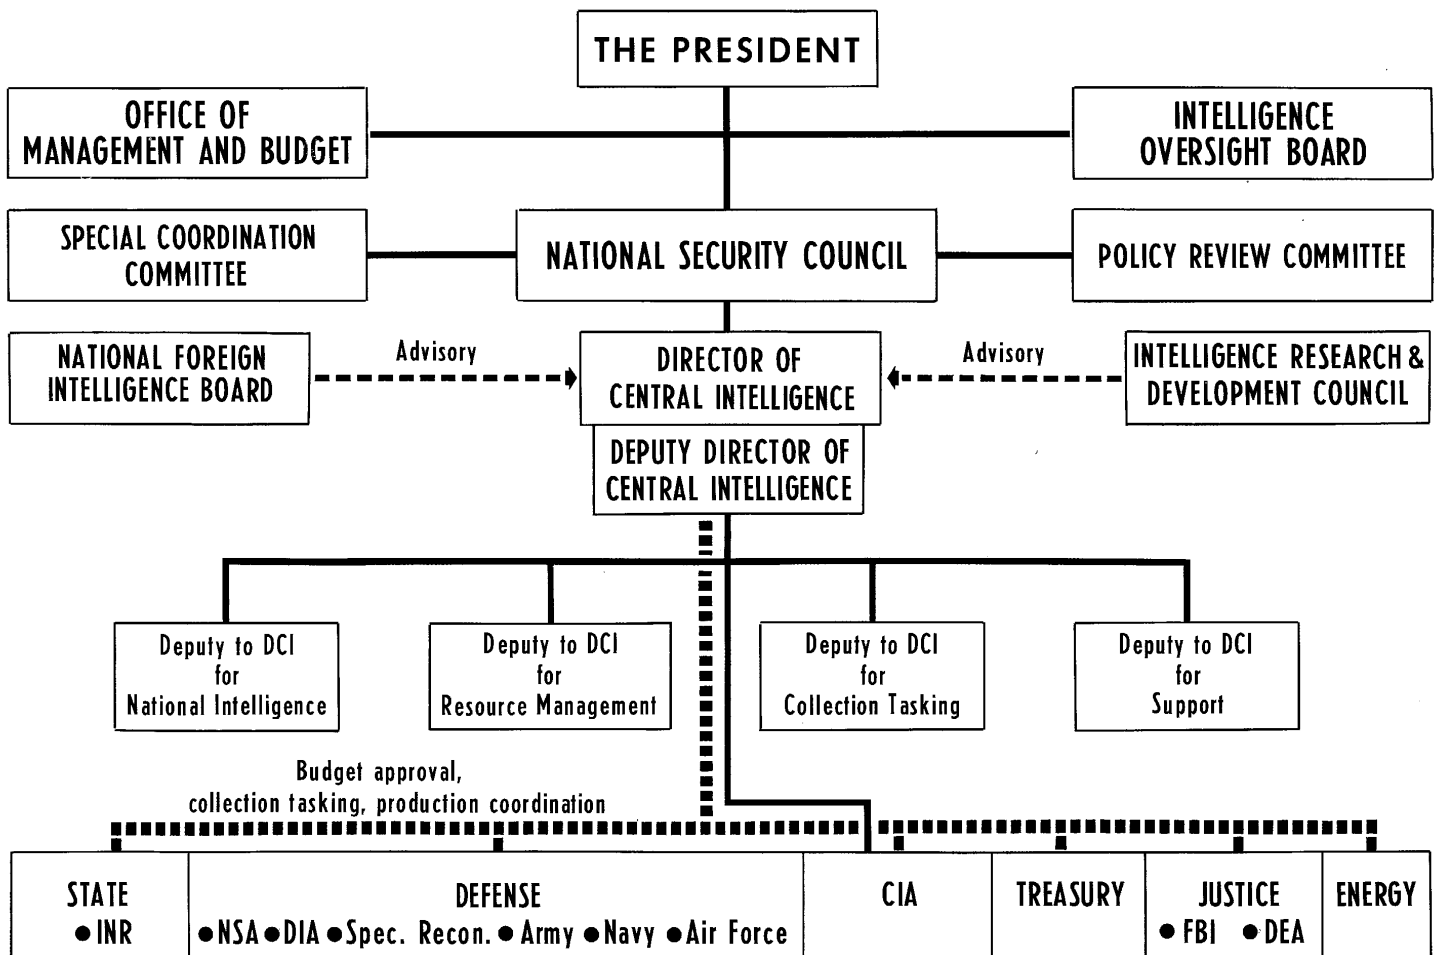 THE PRESIDENT
OFFICE OF
MANAGEMENT AND BUDGET
INTELLIGENCE
OVERSIGHT BOARD
SPECIAL COORDINATION
COMMITTEE
NATIONAL SECURITY COUNCIL
POLICY REVIEW COMMITTEE
NATIONAL FOREIGN
INTELLIGENCE BOARD
Advisory
DIRECTOR OF
CENTRAL INTELLIGENCE
Advisory
INTELLIGENCE RESEARCH &
DEVELOPMENT COUNCIL
DEPUTY DIRECTOR OF
CENTRAL INTELLIGENCE
Deputy to DCI
for
National Intelligence
Deputy to DCI
for
Resource Management
Deputy to DCI
for
Collection Tasking
Deputy to DCI
for
Support
Budget approval,
collection tasking, production coordination
STATE
● INR
DEFENSE
● NSA ● DIA ● Spec. Recon. ● Army ● Navy ● Air Force
CIA
TREASURY
JUSTICE
● FBI ● DEA
ENERGY